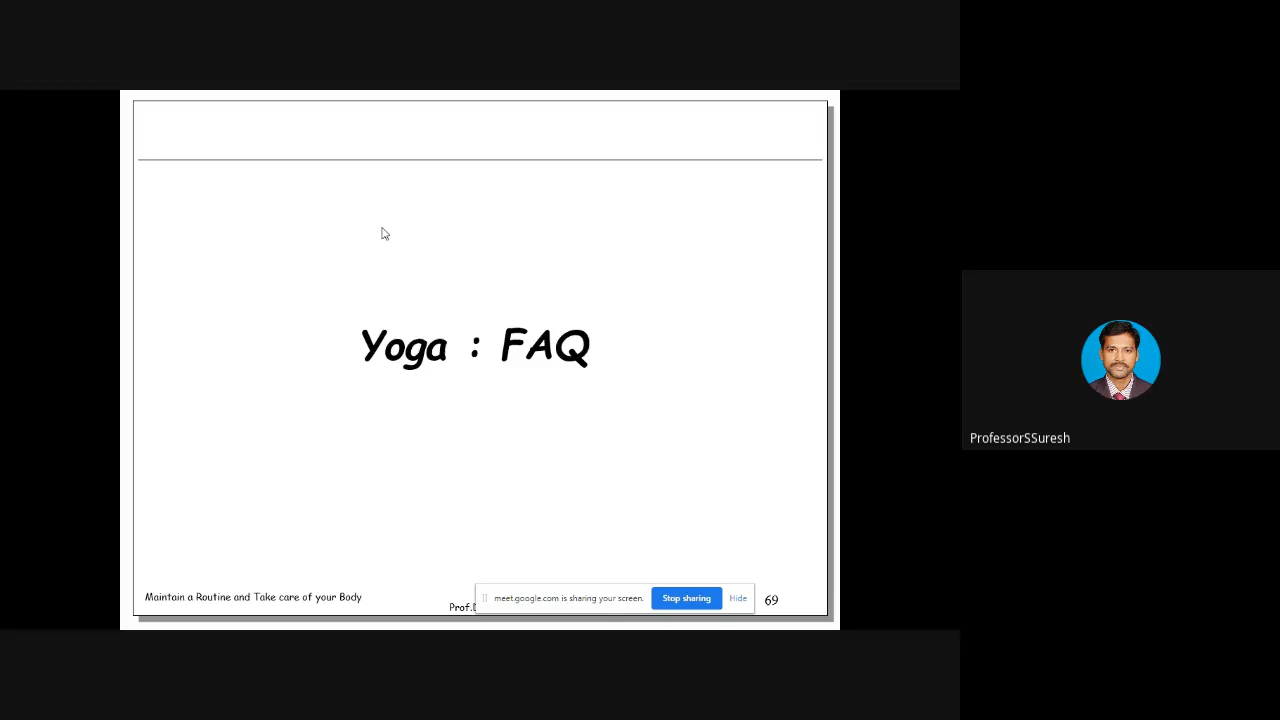 Yoga : FAQ
Maintain a Routine and Take care of your Body
Prof.
meet.google.com is sharing your screen.
Stop sharing
Hide
69
ProfessorSSuresh